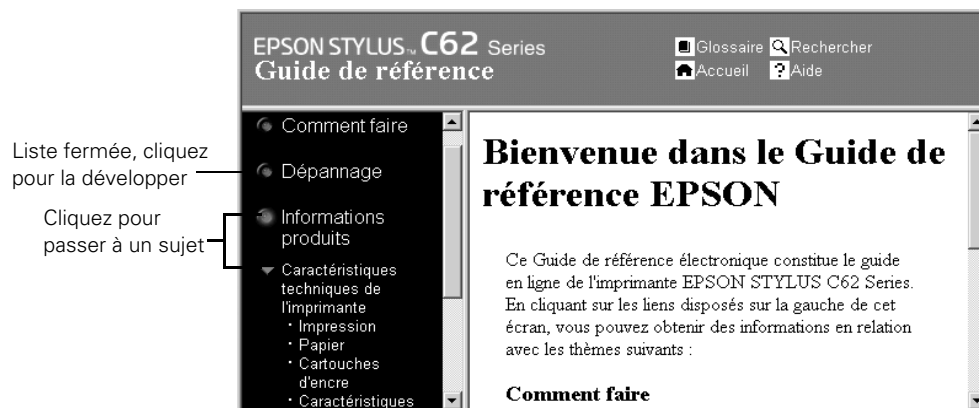 EPSON STYLUS™ C62 Series
Guide de référence
Glossaire Rechercher
Accueil ? Aide
Liste fermée, cliquez
pour la développer
Cliquez pour
passer à un sujet
Comment faire
Dépannage
Informations
produits
Caractéristiques
techniques de
l'imprimante
· Impression
· Papier
· Cartouches
d'encre
· Caractéristiques
Bienvenue dans le Guide de
référence EPSON
Ce Guide de référence électronique constitue le guide
en ligne de l'imprimante EPSON STYLUS C62 Series.
En cliquant sur les liens disposés sur la gauche de cet
écran, vous pouvez obtenir des informations en relation
avec les thèmes suivants :
Comment faire